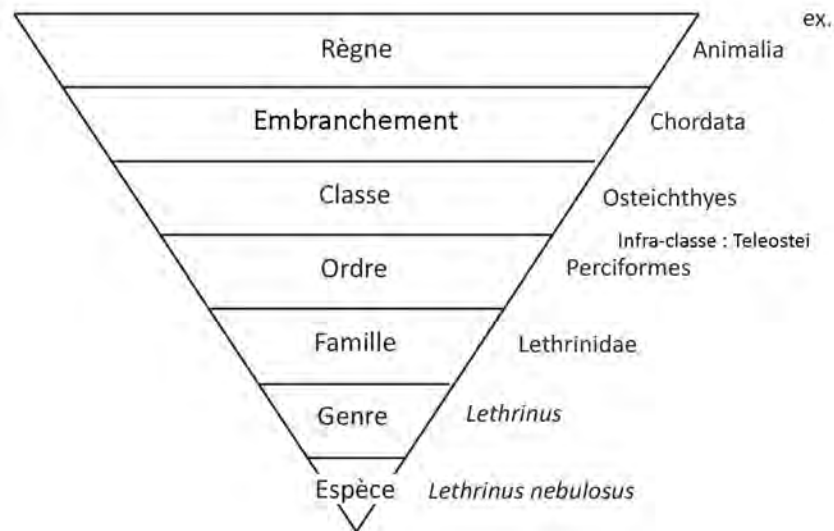 ex.
Règne Animalia
Embranchement Chordata
Classe Osteichthyes
Infra-classe : Teleostei
Ordre Perciformes
Famille Lethrinidae
Genre Lethrinus
Espèce Lethrinus nebulosus